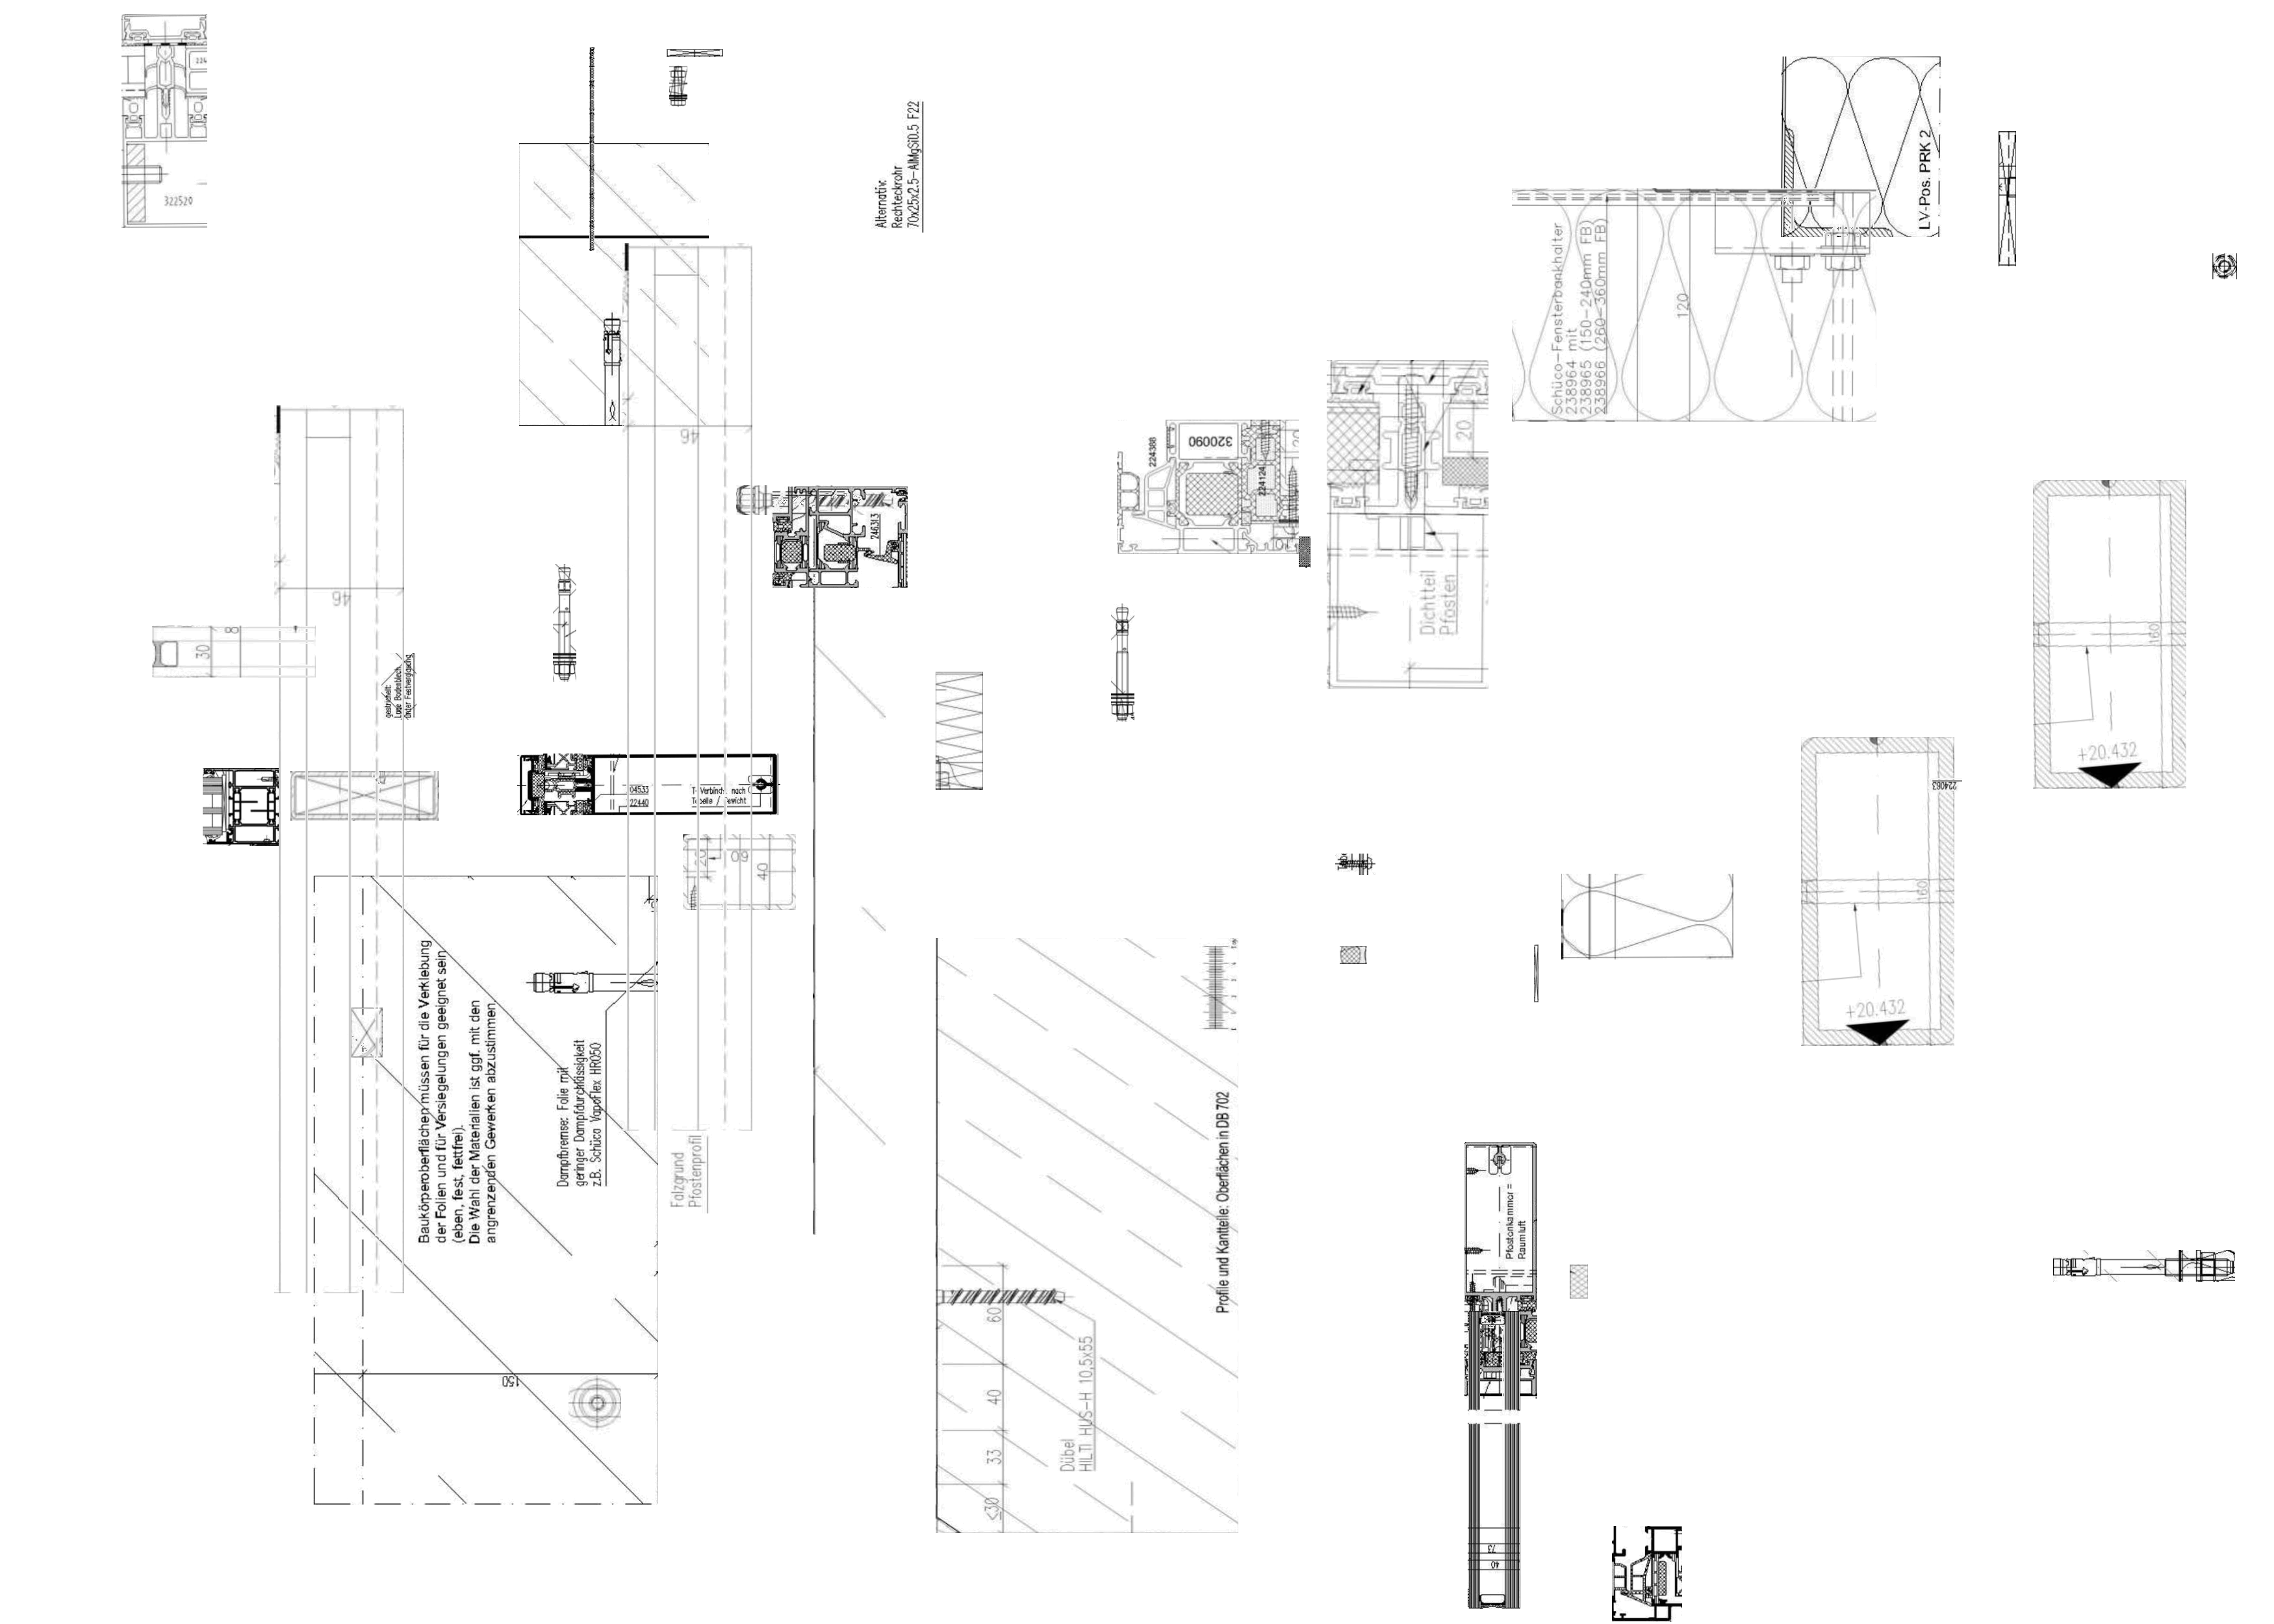 322520
Alternativ:
Rechteckrohr
70x25x2.5-AlMgSi0.5 F22
46
46
30
8
gestrichelt:
Lage Bodenblech
unter Festverglasung
246313
04533
22440
T-Verbinder nach
Tabelle / Gewicht
20
60
40
Baukörperoberflächen müssen für die Verklebung
der Folien und für Versiegelungen geeignet sein
(eben, fest, fettfrei).
Die Wahl der Materialien ist ggf. mit den
angrenzenden Gewerken abzustimmen
Dampfbremse: Folie mit
geringer Dampfdurchlässigkeit
z.B. Schüco VapoFlex HR050
Falzgrund
Pfostenprofil
150
224388
320090
224124
20
Dichtteil
Pfosten
Schüco-Fensterbankhalter
238964 mit
238965 (150-240mm FB)
238966 (260-360mm FB)
120
LV-Pos. PRK 2
160
+20.432
224063
160
+20.432
Profile und Kantteile: Oberflächen in DB 702
60
40
33
≤30
Dübel
HILTI HUS-H 10,5x55
Pfostenkammer =
Raumluft
73
40